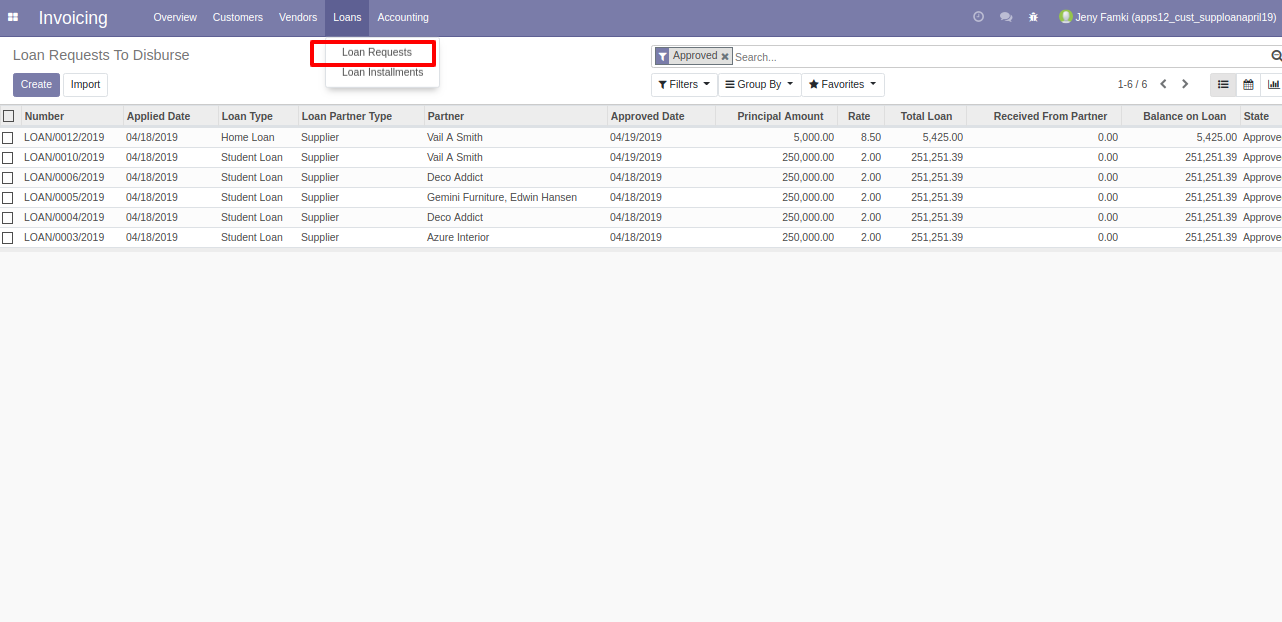 Invoicing Overview Customers Vendors Loans Accounting Jeny Famki (apps12_cust_supploanapril19)
Loan Requests To Disburse
Loan Requests
Loan Installments
Approved Search...
Create Import
Filters Group By Favorites 1-6 / 6
Number Applied Date Loan Type Loan Partner Type Partner Approved Date Principal Amount Rate Total Loan Received From Partner Balance on Loan State
LOAN/0012/2019 04/18/2019 Home Loan Supplier Vail A Smith 04/19/2019 5,000.00 8.50 5,425.00 0.00 5,425.00 Approve
LOAN/0010/2019 04/18/2019 Student Loan Supplier Vail A Smith 04/19/2019 250,000.00 2.00 251,251.39 0.00 251,251.39 Approve
LOAN/0006/2019 04/18/2019 Student Loan Supplier Deco Addict 04/18/2019 250,000.00 2.00 251,251.39 0.00 251,251.39 Approve
LOAN/0005/2019 04/18/2019 Student Loan Supplier Gemini Furniture, Edwin Hansen 04/18/2019 250,000.00 2.00 251,251.39 0.00 251,251.39 Approve
LOAN/0004/2019 04/18/2019 Student Loan Supplier Deco Addict 04/18/2019 250,000.00 2.00 251,251.39 0.00 251,251.39 Approve
LOAN/0003/2019 04/18/2019 Student Loan Supplier Azure Interior 04/18/2019 250,000.00 2.00 251,251.39 0.00 251,251.39 Approve